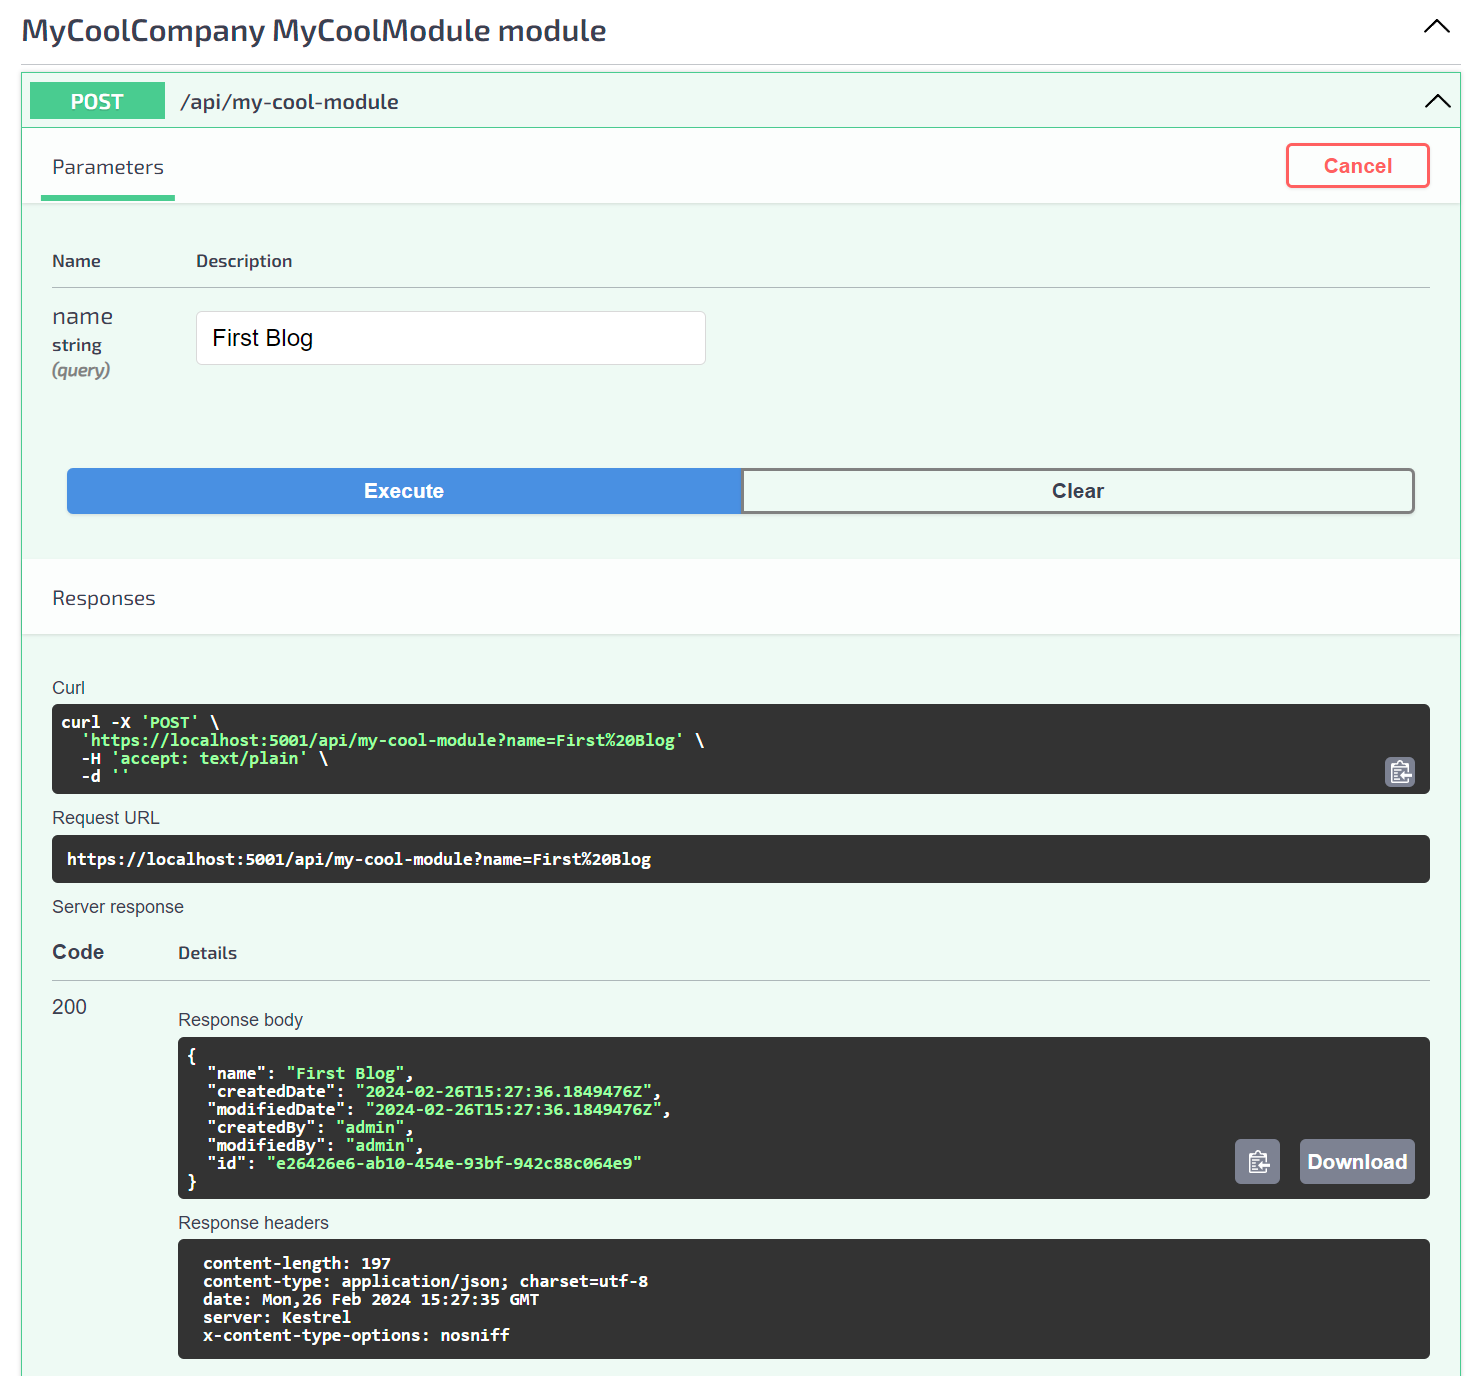 MyCoolCompany MyCoolModule module
POST /api/my-cool-module
Parameters Cancel
Name Description
name
string
(query)
First Blog
Execute Clear
Responses
Curl
curl -X 'POST' \
  'https://localhost:5001/api/my-cool-module?name=First%20Blog' \
  -H 'accept: text/plain' \
  -d ''
Request URL
https://localhost:5001/api/my-cool-module?name=First%20Blog
Server response
Code Details
200
Response body
{
  "name": "First Blog",
  "createdDate": "2024-02-26T15:27:36.1849476Z",
  "modifiedDate": "2024-02-26T15:27:36.1849476Z",
  "createdBy": "admin",
  "modifiedBy": "admin",
  "id": "e26426e6-ab10-454e-93bf-942c88c064e9"
}
Download
Response headers
content-length: 197
content-type: application/json; charset=utf-8
date: Mon,26 Feb 2024 15:27:35 GMT
server: Kestrel
x-content-type-options: nosniff